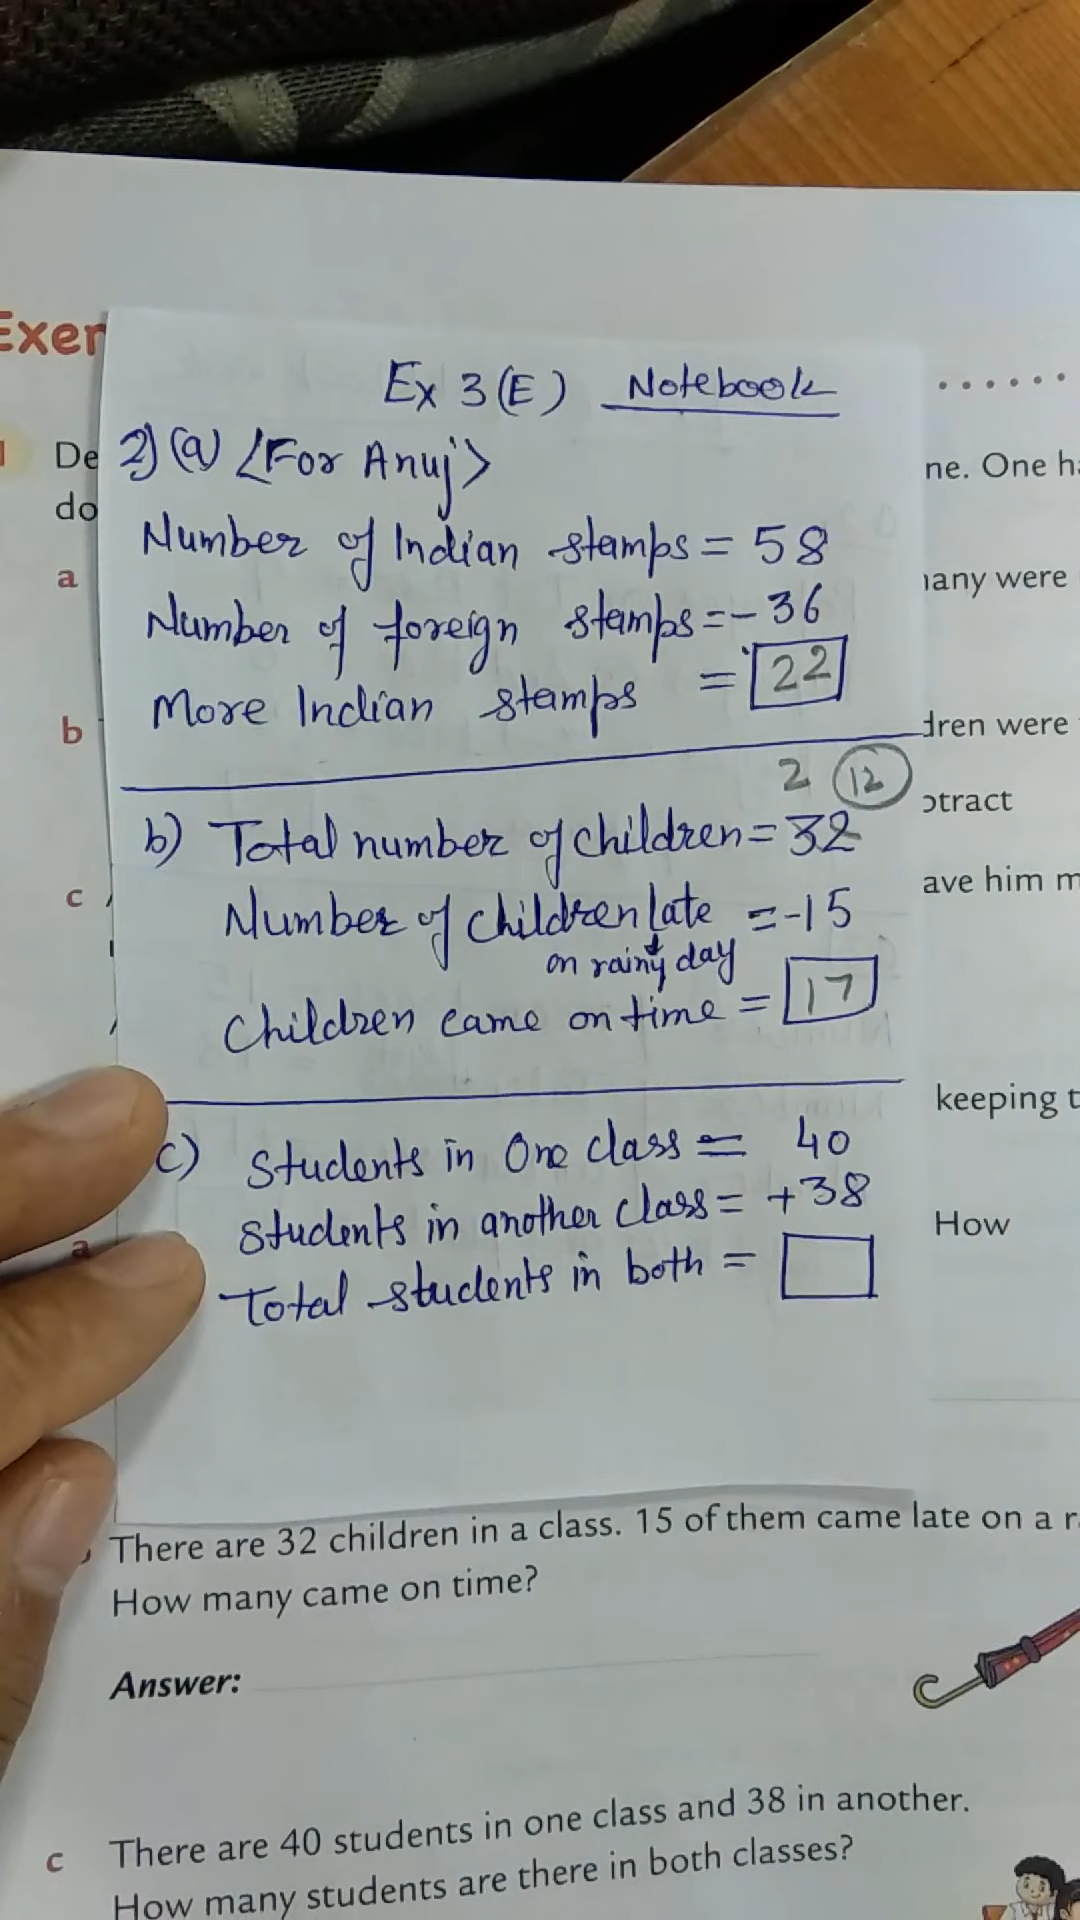 Exer
Ex 3 (E) Notebook
De
2) (a) <For Anuj>
ne. One
do
Number of Indian stamps = 58
a
any were
Number of foreign stamps = - 36
More Indian stamps = 22
b
dren were
2 12
tract
b) Total number of children = 32
ave him m
c
Number of children late = -15
on rainy day
Children came on time = 17
keeping t
c) Students in One class = 40
Students in another class = +38
How
a
Total students in both =
There are 32 children in a class. 15 of them came late on a r
How many came on time?
Answer:
c There are 40 students in one class and 38 in another.
How many students are there in both classes?